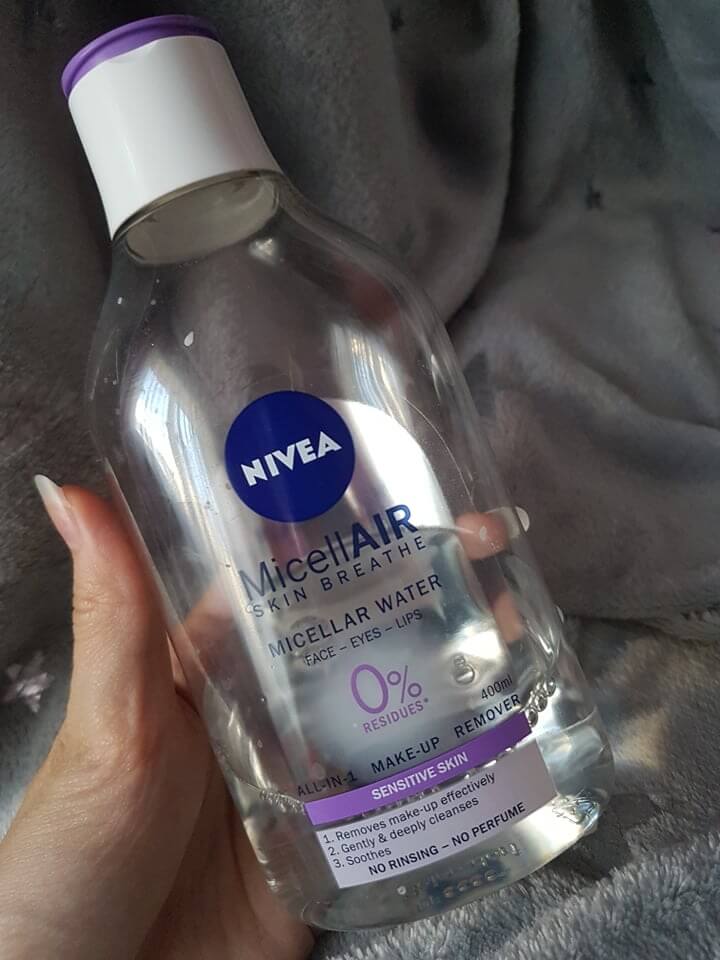 NIVEA
MicellAIR
SKIN BREATHE
MICELLAR WATER
FACE – EYES – LIPS
0%
RESIDUES*
400ml
ALL-IN-1 MAKE-UP REMOVER
SENSITIVE SKIN
1. Removes make-up effectively
2. Gently & deeply cleanses
3. Soothes
NO RINSING – NO PERFUME